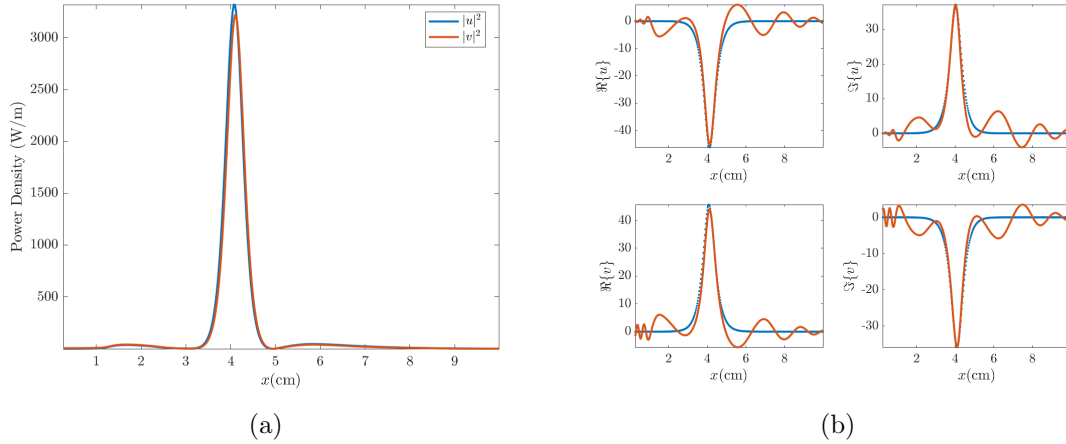 |u|²
|v|²
Power Density (W/m)
3000
2500
2000
1500
1000
500
1 2 3 4 5 6 7 8 9
x(cm)
(a)
ℜ{u}
0
-10
-20
-30
-40
2 4 6 8
x(cm)
ℑ{u}
30
20
10
0
2 4 6 8
x(cm)
ℜ{v}
40
30
20
10
0
2 4 6 8
x(cm)
ℑ{v}
0
-10
-20
-30
2 4 6 8
x(cm)
(b)